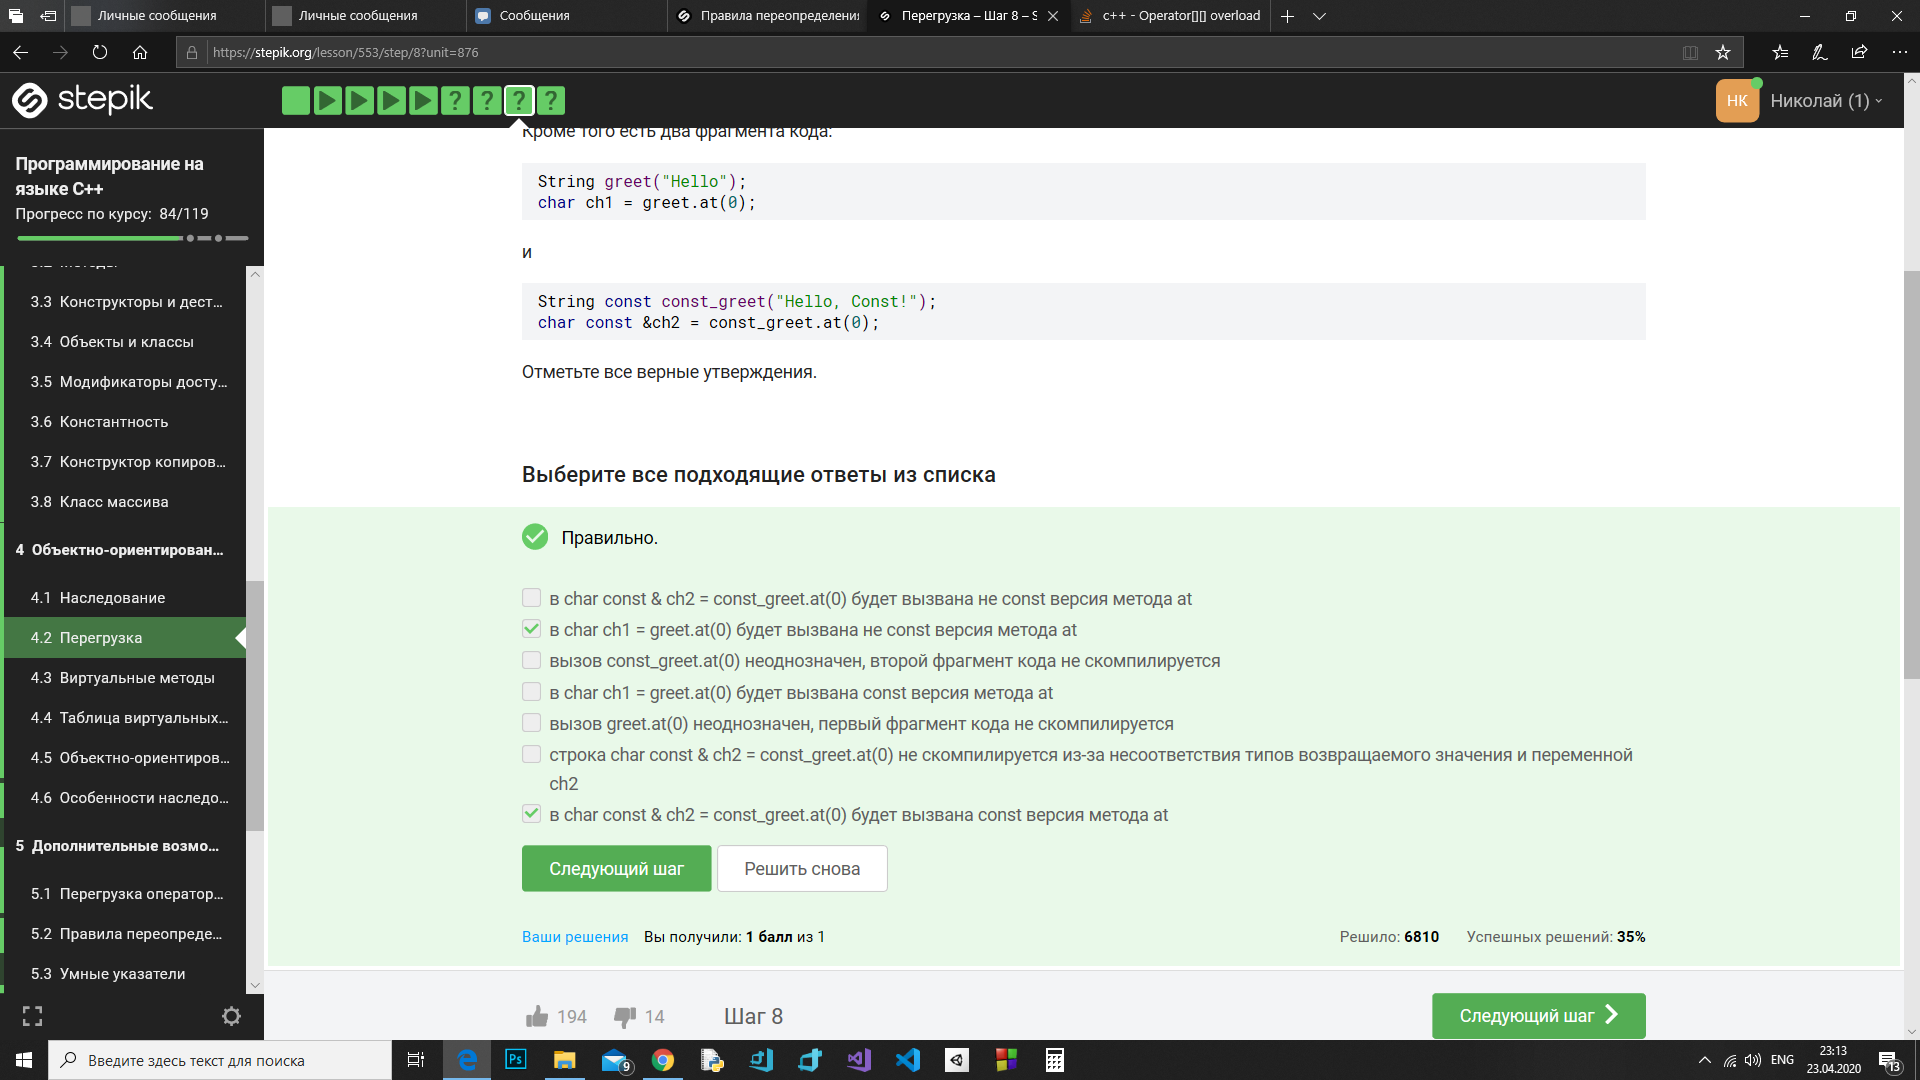 Личные сообщения
Личные сообщения
Сообщения
Правила переопределения
Перегрузка – Шаг 8 – S
c++ - Operator[][] overload
https://stepik.org/lesson/553/step/8?unit=876
stepik
? ? ? ?
НК
Николай (1)
Программирование на
языке C++
Прогресс по курсу: 84/119
3.3 Конструкторы и дест...
3.4 Объекты и классы
3.5 Модификаторы досту...
3.6 Константность
3.7 Конструктор копиров...
3.8 Класс массива
4 Объектно-ориентирован...
4.1 Наследование
4.2 Перегрузка
4.3 Виртуальные методы
4.4 Таблица виртуальных...
4.5 Объектно-ориентиров...
4.6 Особенности наследо...
5 Дополнительные возмо...
5.1 Перегрузка оператор...
5.2 Правила переопреде...
5.3 Умные указатели
Кроме того есть два фрагмента кода:
String greet("Hello");
char ch1 = greet.at(0);
и
String const const_greet("Hello, Const!");
char const &ch2 = const_greet.at(0);
Отметьте все верные утверждения.
Выберите все подходящие ответы из списка
Правильно.
в char const & ch2 = const_greet.at(0) будет вызвана не const версия метода at
в char ch1 = greet.at(0) будет вызвана не const версия метода at
вызов const_greet.at(0) неоднозначен, второй фрагмент кода не скомпилируется
в char ch1 = greet.at(0) будет вызвана const версия метода at
вызов greet.at(0) неоднозначен, первый фрагмент кода не скомпилируется
строка char const & ch2 = const_greet.at(0) не скомпилируется из-за несоответствия типов возвращаемого значения и переменной
ch2
в char const & ch2 = const_greet.at(0) будет вызвана const версия метода at
Следующий шаг
Решить снова
Ваши решения Вы получили: 1 балл из 1
Решило: 6810 Успешных решений: 35%
194
14
Шаг 8
Следующий шаг
Введите здесь текст для поиска
Ps
9
ENG
23:13
23.04.2020
13